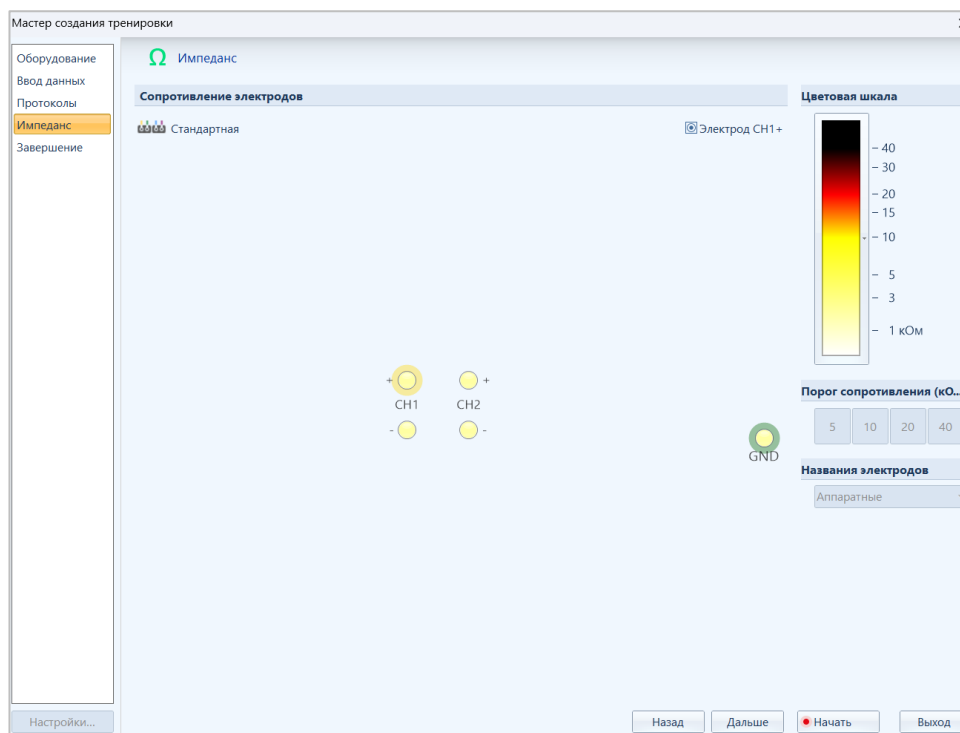 Мастер создания тренировки
Оборудование
Ввод данных
Протоколы
Импеданс
Завершение
Настройки...
Ω Импеданс
Сопротивление электродов
Стандартная
Электрод CH1+
+ CH1 -
+ CH2 -
GND
Цветовая шкала
40
30
20
15
10
5
3
1 кОм
Порог сопротивления (кО...
5 10 20 40
Названия электродов
Аппаратные
Назад Дальше Начать Выход